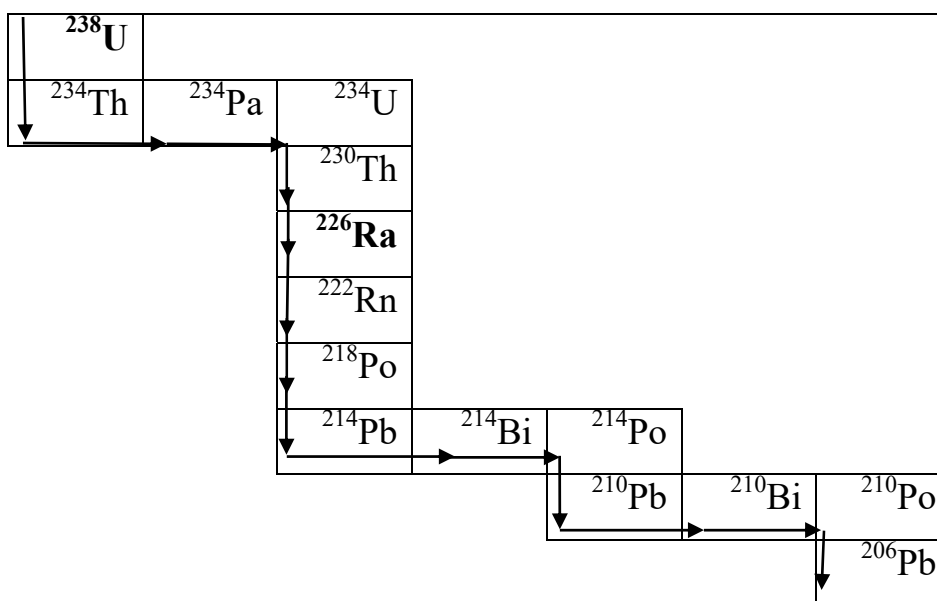 ²³⁸U
²³⁴Th ²³⁴Pa ²³⁴U
²³⁰Th
²²⁶Ra
²²²Rn
²¹⁸Po
²¹⁴Pb ²¹⁴Bi ²¹⁴Po
²¹⁰Pb ²¹⁰Bi ²¹⁰Po
²⁰⁶Pb